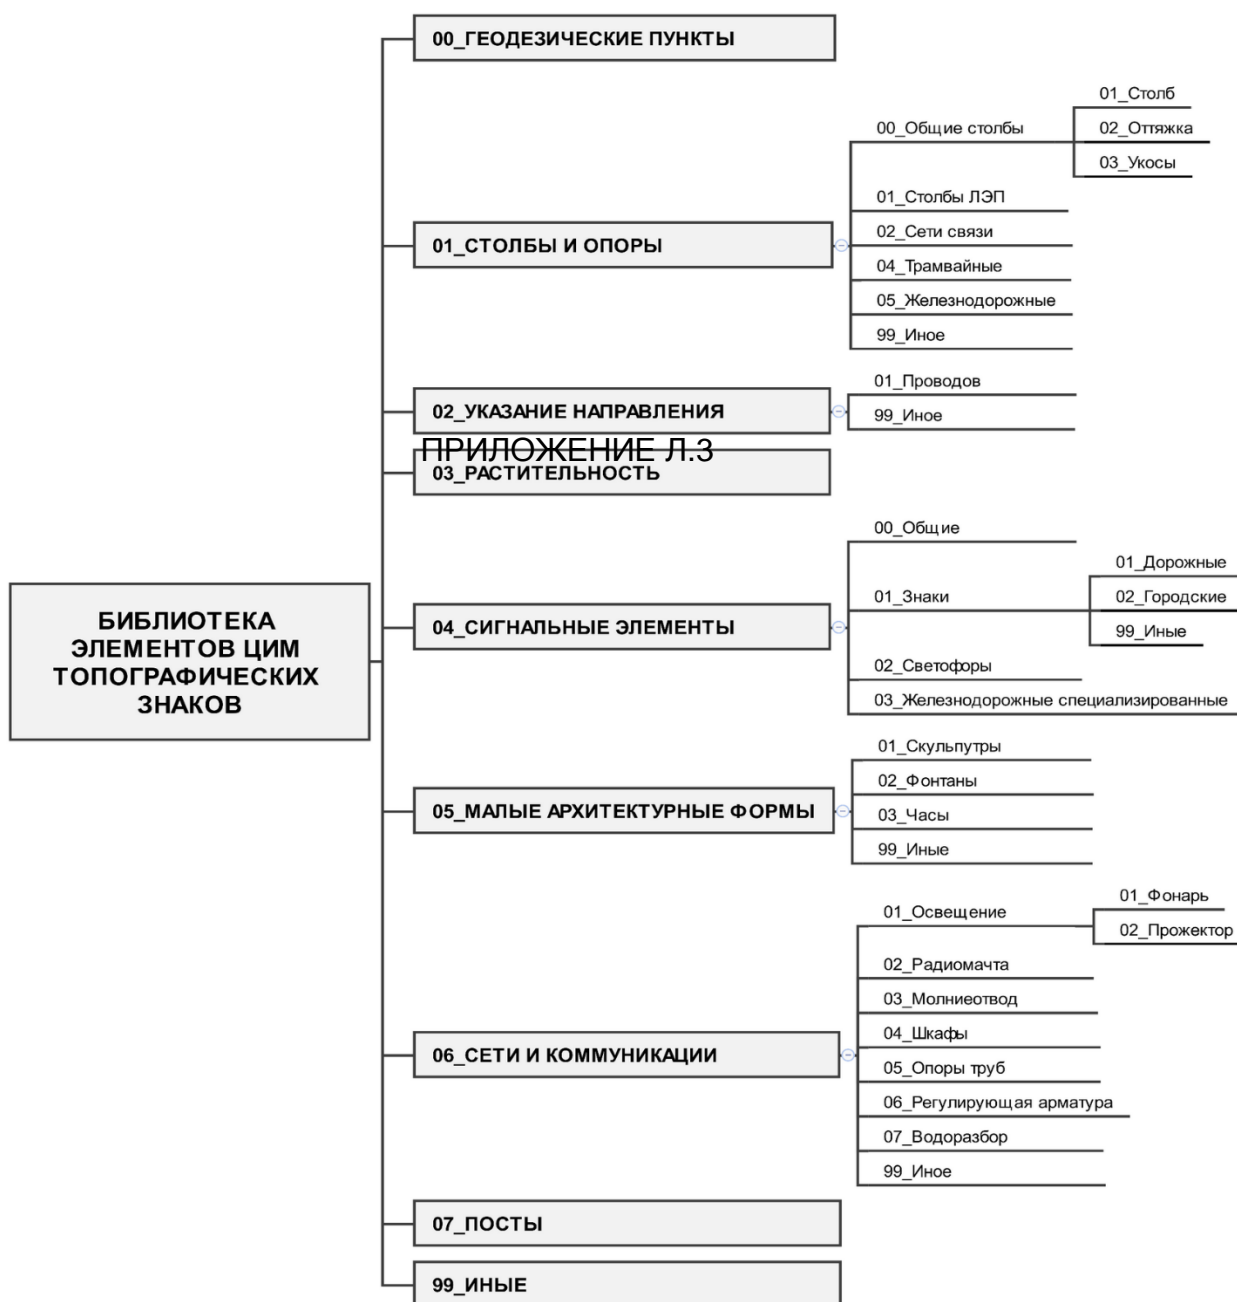 00_ГЕОДЕЗИЧЕСКИЕ ПУНКТЫ
01_СТОЛБЫ И ОПОРЫ
00_Общие столбы
01_Столб
02_Оттяжка
03_Укосы
01_Столбы ЛЭП
02_Сети связи
04_Трамвайные
05_Железнодорожные
99_Иное
02_УКАЗАНИЕ НАПРАВЛЕНИЯ
01_Проводов
99_Иное
ПРИЛОЖЕНИЕ Л.3
03_РАСТИТЕЛЬНОСТЬ
БИБЛИОТЕКА
ЭЛЕМЕНТОВ ЦИМ
ТОПОГРАФИЧЕСКИХ
ЗНАКОВ
04_СИГНАЛЬНЫЕ ЭЛЕМЕНТЫ
00_Общие
01_Знаки
01_Дорожные
02_Городские
99_Иные
02_Светофоры
03_Железнодорожные специализированные
05_МАЛЫЕ АРХИТЕКТУРНЫЕ ФОРМЫ
01_Скульпутры
02_Фонтаны
03_Часы
99_Иные
06_СЕТИ И КОММУНИКАЦИИ
01_Освещение
01_Фонарь
02_Прожектор
02_Радиомачта
03_Молниеотвод
04_Шкафы
05_Опоры труб
06_Регулирующая арматура
07_Водоразбор
99_Иное
07_ПОСТЫ
99_ИНЫЕ